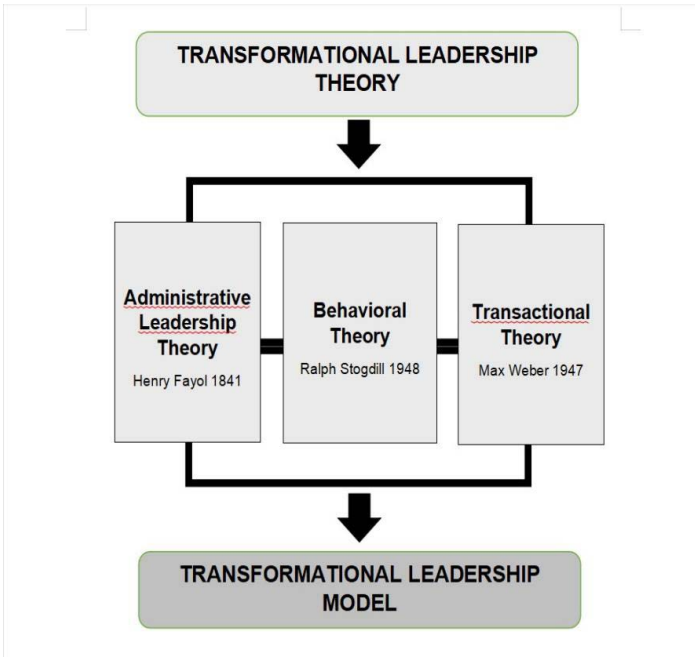 TRANSFORMATIONAL LEADERSHIP
THEORY
Administrative
Leadership
Theory
Henry Fayol 1841
Behavioral
Theory
Ralph Stogdill 1948
Transactional
Theory
Max Weber 1947
TRANSFORMATIONAL LEADERSHIP
MODEL